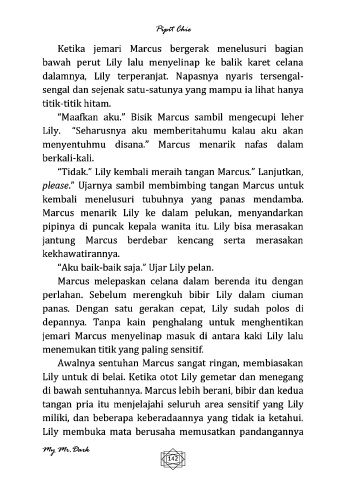 Pipit Chie
Ketika jemari Marcus bergerak menelusuri bagian
bawah perut Lily lalu menyelinap ke balik karet celana
dalamnya, Lily terperanjat. Napasnya nyaris tersengal-
sengal dan sejenak satu-satunya yang mampu ia lihat hanya
titik-titik hitam.
“Maafkan aku.” Bisik Marcus sambil mengecupi leher
Lily. “Seharusnya aku memberitahumu kalau aku akan
menyentuhmu disana.” Marcus menarik nafas dalam
berkali-kali.
“Tidak.” Lily kembali meraih tangan Marcus.” Lanjutkan,
please.” Ujarnya sambil membimbing tangan Marcus untuk
kembali menelusuri tubuhnya yang panas mendamba.
Marcus menarik Lily ke dalam pelukan, menyandarkan
pipinya di puncak kepala wanita itu. Lily bisa merasakan
jantung Marcus berdebar kencang serta merasakan
kekhawatirannya.
“Aku baik-baik saja.” Ujar Lily pelan.
Marcus melepaskan celana dalam berenda itu dengan
perlahan. Sebelum merengkuh bibir Lily dalam ciuman
panas. Dengan satu gerakan cepat, Lily sudah polos di
depannya. Tanpa kain penghalang untuk menghentikan
jemari Marcus menyelinap masuk di antara kaki Lily lalu
menemukan titik yang paling sensitif.
Awalnya sentuhan Marcus sangat ringan, membiasakan
Lily untuk di belai. Ketika otot Lily gemetar dan menegang
di bawah sentuhannya. Marcus lebih berani, bibir dan kedua
tangan pria itu menjelajahi seluruh area sensitif yang Lily
miliki, dan beberapa keberadaannya yang tidak ia ketahui.
Lily membuka mata berusaha memusatkan pandangannya
My Mr.Dark
142